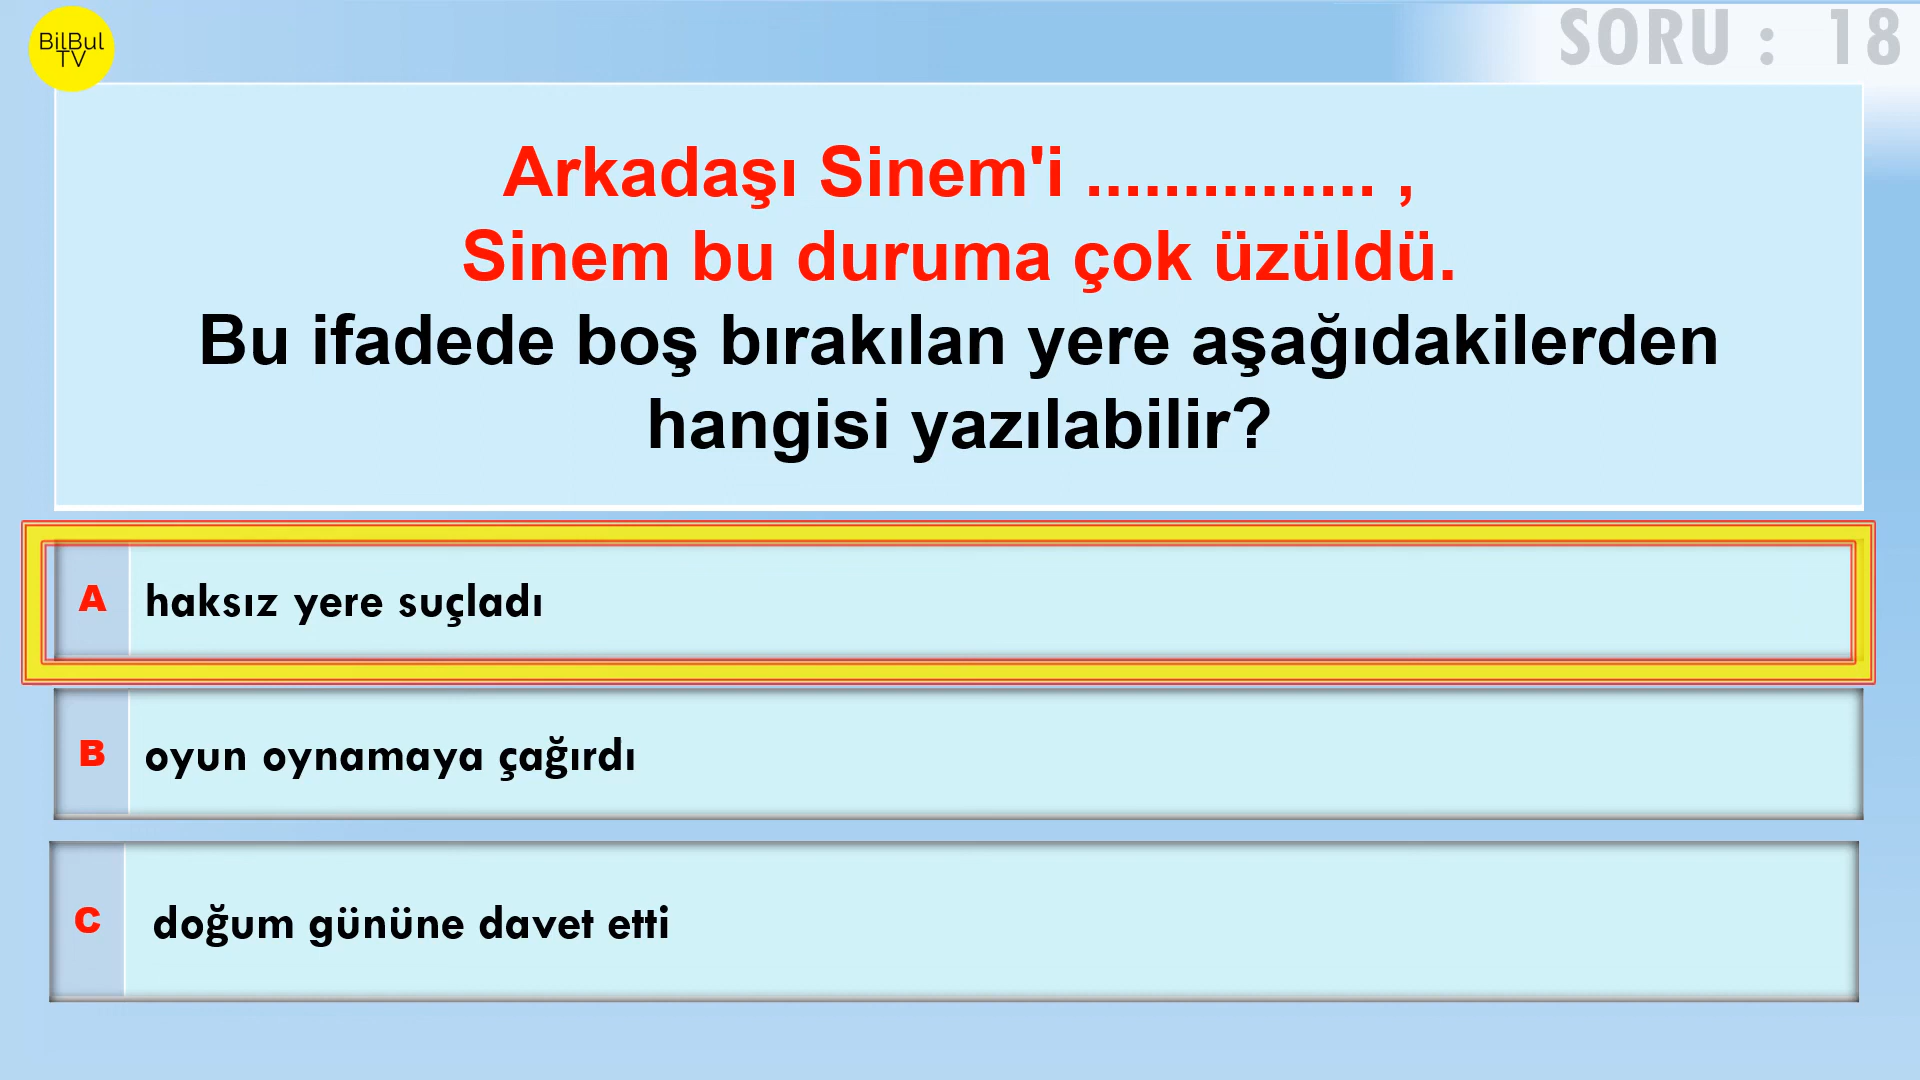 BilBul
TV
SORU : 18
Arkadaşı Sinem'i ............... ,
Sinem bu duruma çok üzüldü.
Bu ifadede boş bırakılan yere aşağıdakilerden
hangisi yazılabilir?
A haksız yere suçladı
B oyun oynamaya çağırdı
C doğum gününe davet etti